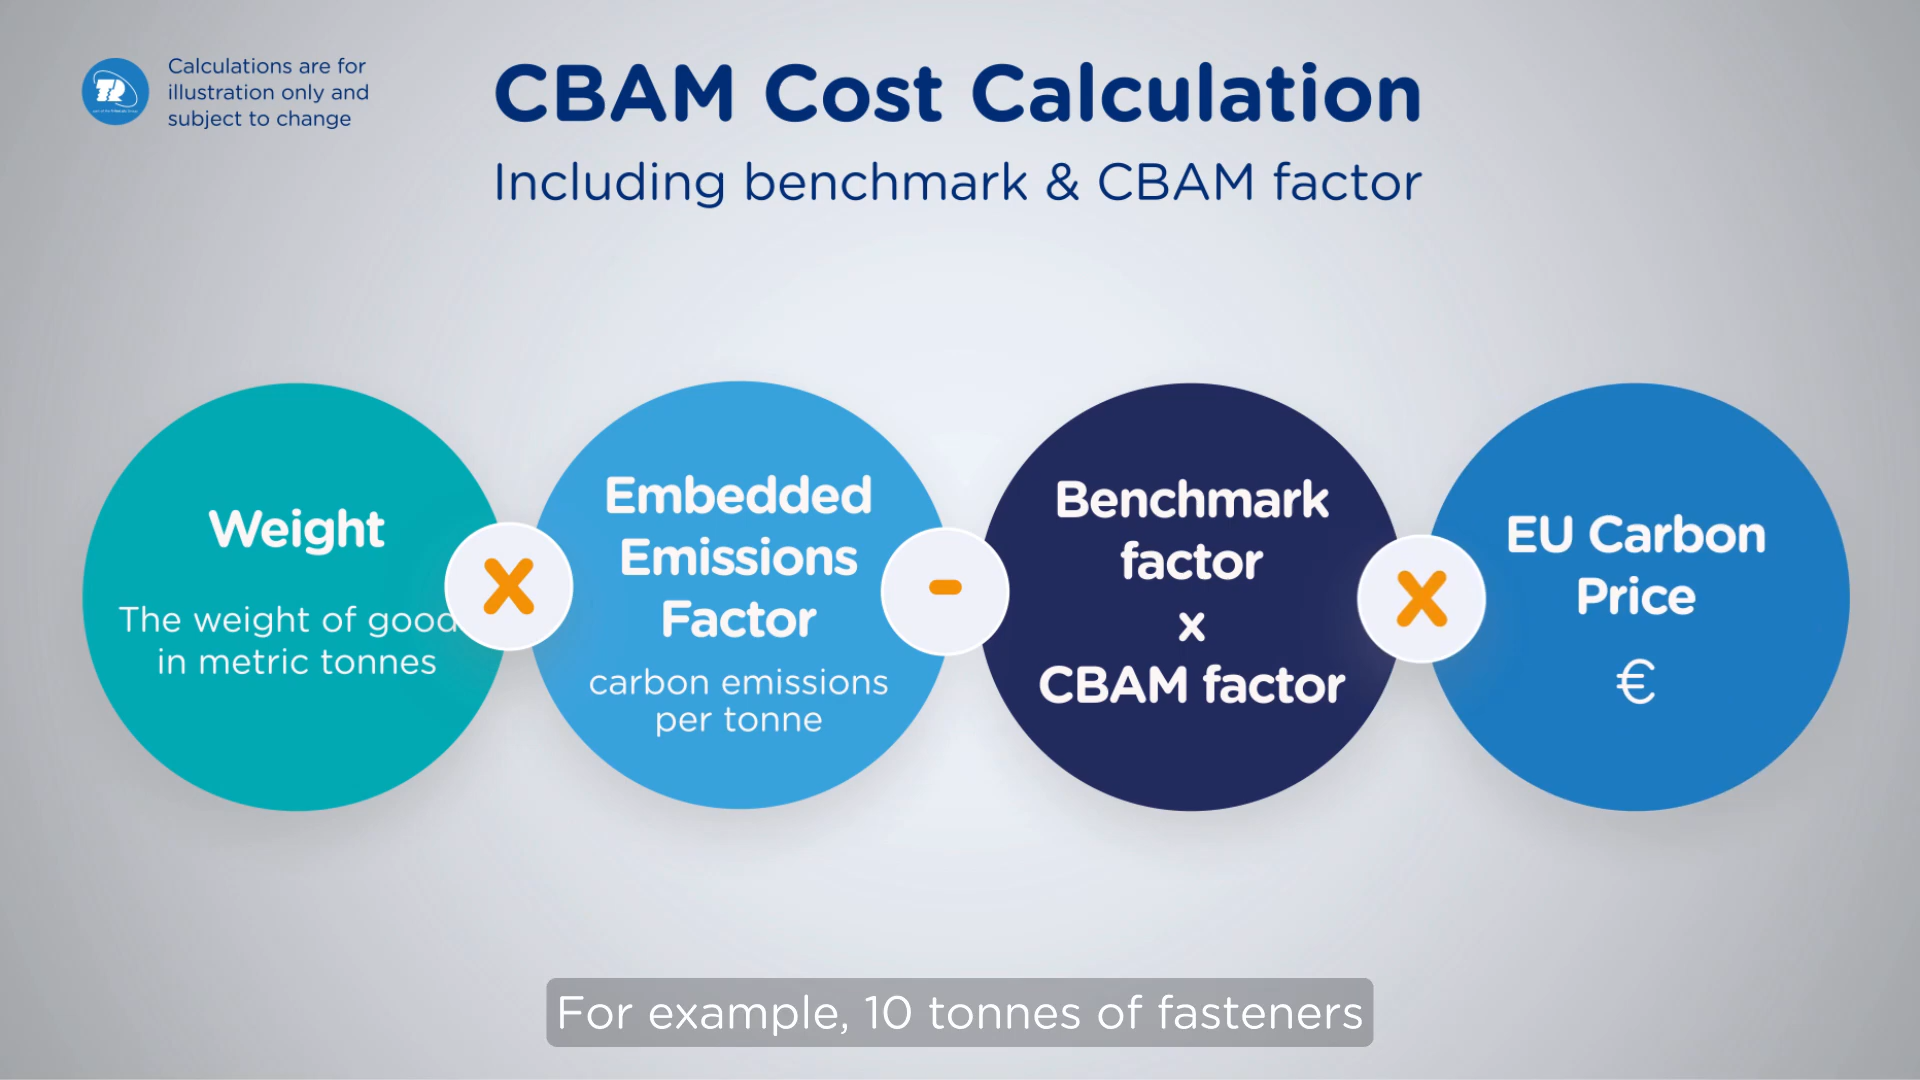 Calculations are for
illustration only and
subject to change
CBAM Cost Calculation
Including benchmark & CBAM factor
Weight
The weight of good
in metric tonnes
X
Embedded
Emissions
Factor
carbon emissions
per tonne
-
Benchmark
factor
x
CBAM factor
X
EU Carbon
Price
€
For example, 10 tonnes of fasteners